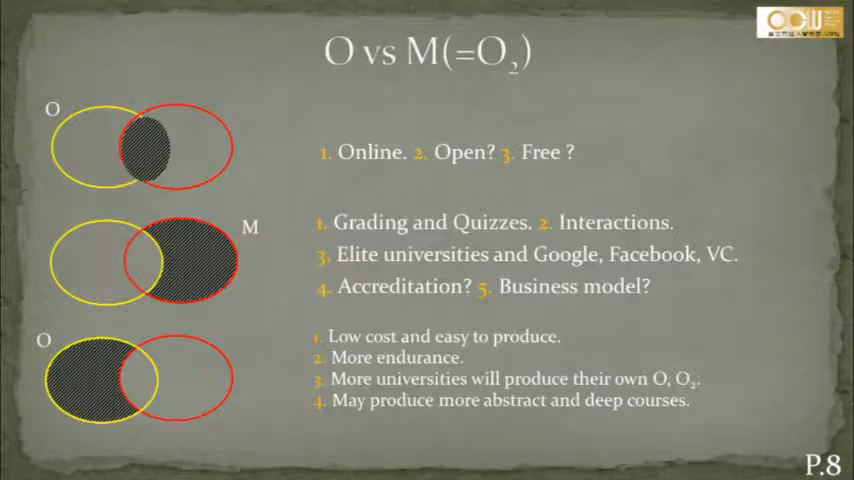 OCW
O vs M(=O₂)
O
1. Online. 2. Open? 3. Free ?
M
1. Grading and Quizzes. 2. Interactions.
3. Elite universities and Google, Facebook, VC.
4. Accreditation? 5. Business model?
O
1. Low cost and easy to produce.
2. More endurance.
3. More universities will produce their own O, O₂.
4. May produce more abstract and deep courses.
P.8